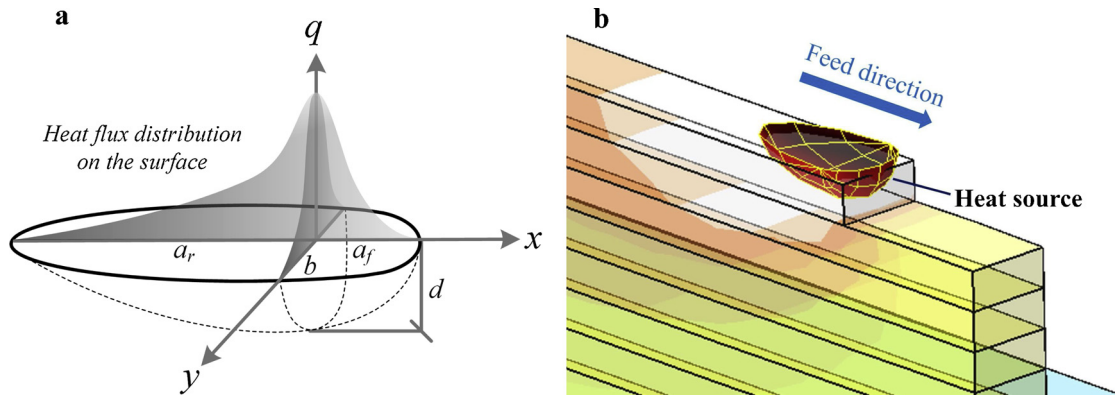 a
q
Heat flux distribution
on the surface
x
a_r
b
a_f
d
y
b
Feed direction
Heat source